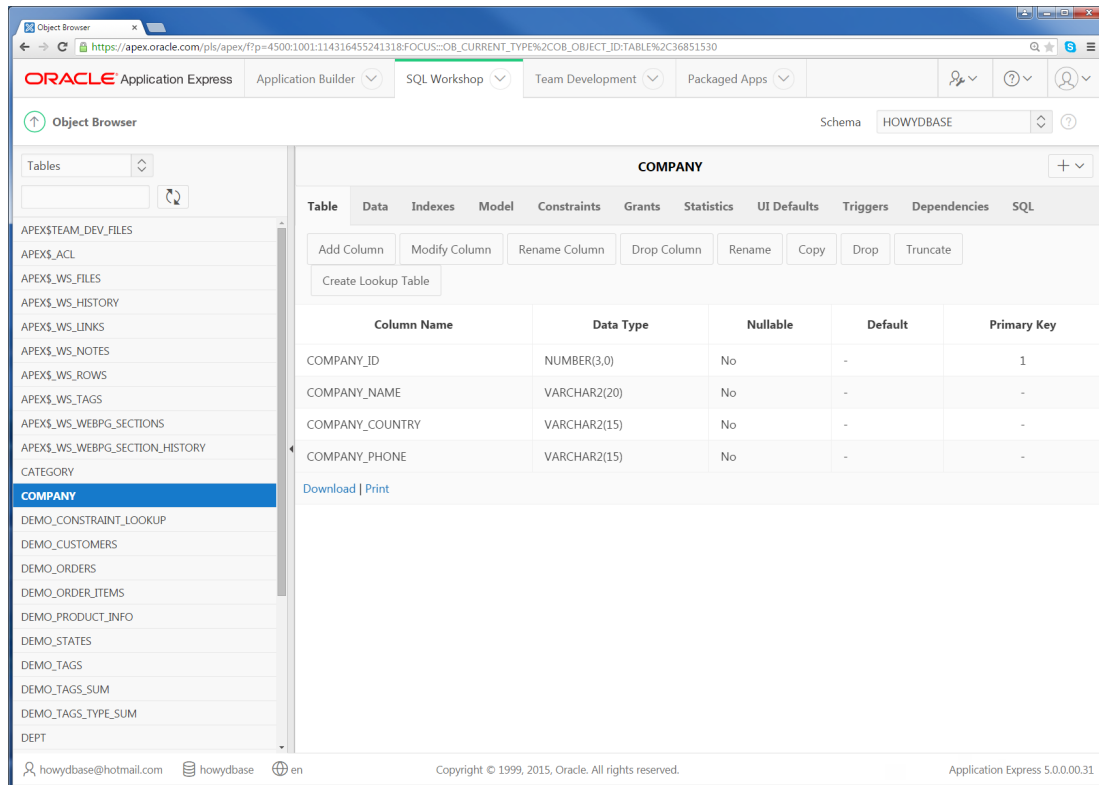 Object Browser
https://apex.oracle.com/pls/apex/f?p=4500:1001:114316455241318:FOCUS:::OB_CURRENT_TYPE%2COB_OBJECT_ID:TABLE%2C36851530
ORACLE Application Express Application Builder SQL Workshop Team Development Packaged Apps
Object Browser Schema HOWYDBASE
Tables
COMPANY
Table Data Indexes Model Constraints Grants Statistics UI Defaults Triggers Dependencies SQL
Add Column Modify Column Rename Column Drop Column Rename Copy Drop Truncate
Create Lookup Table
Column Name Data Type Nullable Default Primary Key
COMPANY_ID NUMBER(3,0) No - 1
COMPANY_NAME VARCHAR2(20) No - -
COMPANY_COUNTRY VARCHAR2(15) No - -
COMPANY_PHONE VARCHAR2(15) No - -
Download | Print
APEX$TEAM_DEV_FILES
APEX$_ACL
APEX$_WS_FILES
APEX$_WS_HISTORY
APEX$_WS_LINKS
APEX$_WS_NOTES
APEX$_WS_ROWS
APEX$_WS_TAGS
APEX$_WS_WEBPG_SECTIONS
APEX$_WS_WEBPG_SECTION_HISTORY
CATEGORY
COMPANY
DEMO_CONSTRAINT_LOOKUP
DEMO_CUSTOMERS
DEMO_ORDERS
DEMO_ORDER_ITEMS
DEMO_PRODUCT_INFO
DEMO_STATES
DEMO_TAGS
DEMO_TAGS_SUM
DEMO_TAGS_TYPE_SUM
DEPT
howydbase@hotmail.com howydbase en Copyright © 1999, 2015, Oracle. All rights reserved. Application Express 5.0.0.00.31